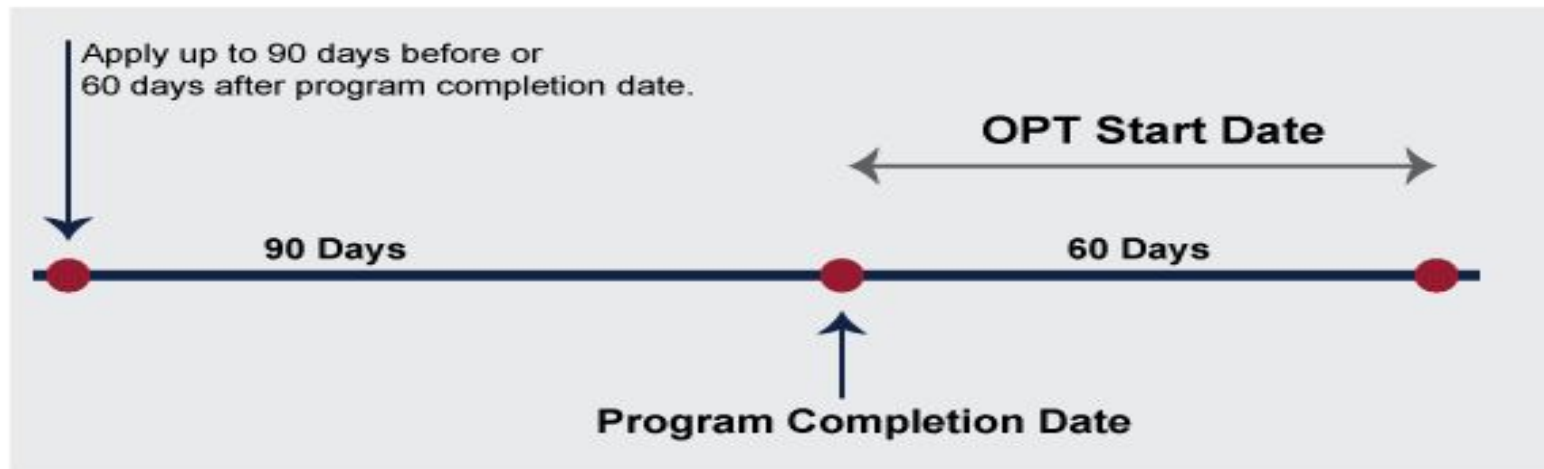 Apply up to 90 days before or
60 days after program completion date.
OPT Start Date
90 Days
60 Days
Program Completion Date